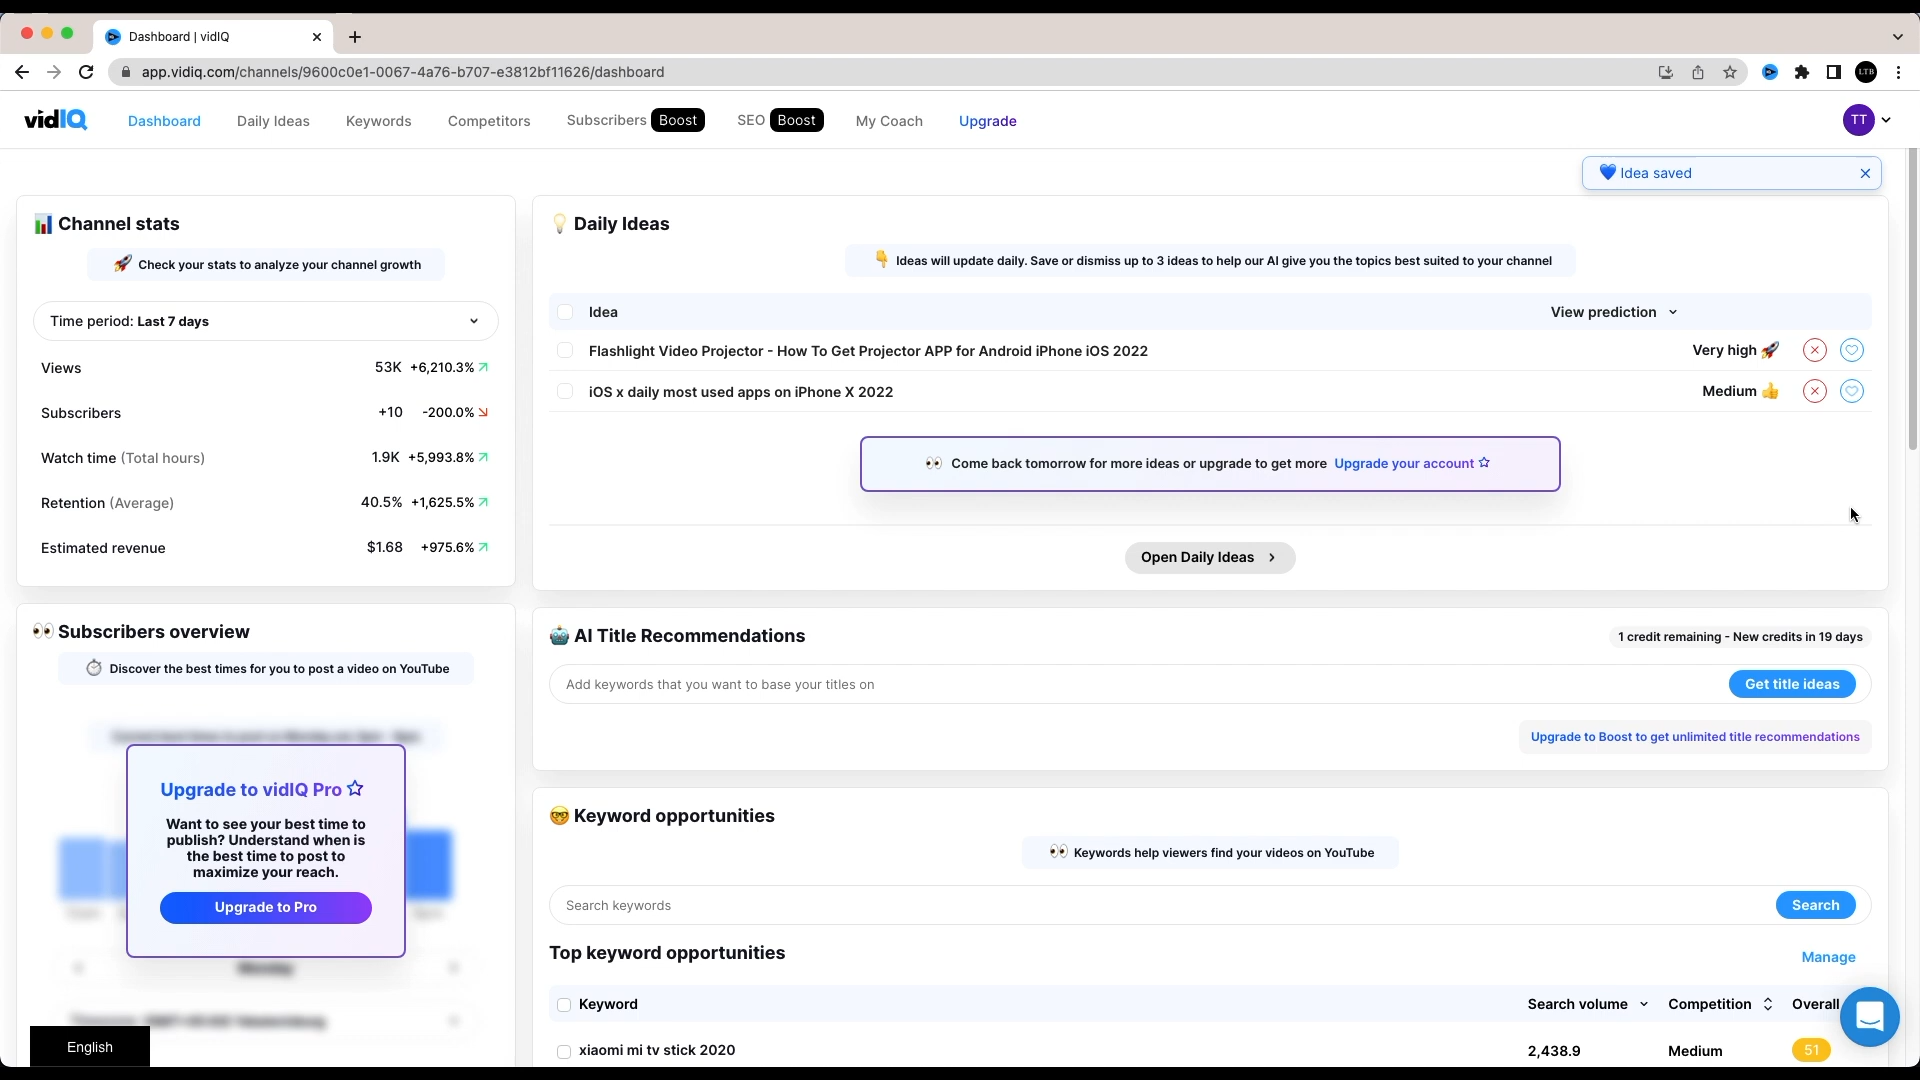 Dashboard | vidIQ
app.vidiq.com/channels/9600c0e1-0067-4a76-b707-e3812bf11626/dashboard
LTB
vidIQ
Dashboard
Daily Ideas
Keywords
Competitors
Subscribers Boost
SEO Boost
My Coach
Upgrade
TT
Idea saved
Channel stats
Check your stats to analyze your channel growth
Time period: Last 7 days
Views 53K +6,210.3%
Subscribers +10 -200.0%
Watch time (Total hours) 1.9K +5,993.8%
Retention (Average) 40.5% +1,625.5%
Estimated revenue $1.68 +975.6%
Daily Ideas
Ideas will update daily. Save or dismiss up to 3 ideas to help our AI give you the topics best suited to your channel
Idea View prediction
Flashlight Video Projector - How To Get Projector APP for Android iPhone iOS 2022 Very high
iOS x daily most used apps on iPhone X 2022 Medium
Come back tomorrow for more ideas or upgrade to get more Upgrade your account
Open Daily Ideas
Subscribers overview
Discover the best times for you to post a video on YouTube
Upgrade to vidIQ Pro
Want to see your best time to
publish? Understand when is
the best time to post to
maximize your reach.
Upgrade to Pro
Monday
English
AI Title Recommendations
1 credit remaining - New credits in 19 days
Add keywords that you want to base your titles on
Get title ideas
Upgrade to Boost to get unlimited title recommendations
Keyword opportunities
Keywords help viewers find your videos on YouTube
Search keywords
Search
Top keyword opportunities
Manage
Keyword Search volume Competition Overall
xiaomi mi tv stick 2020 2,438.9 Medium 51